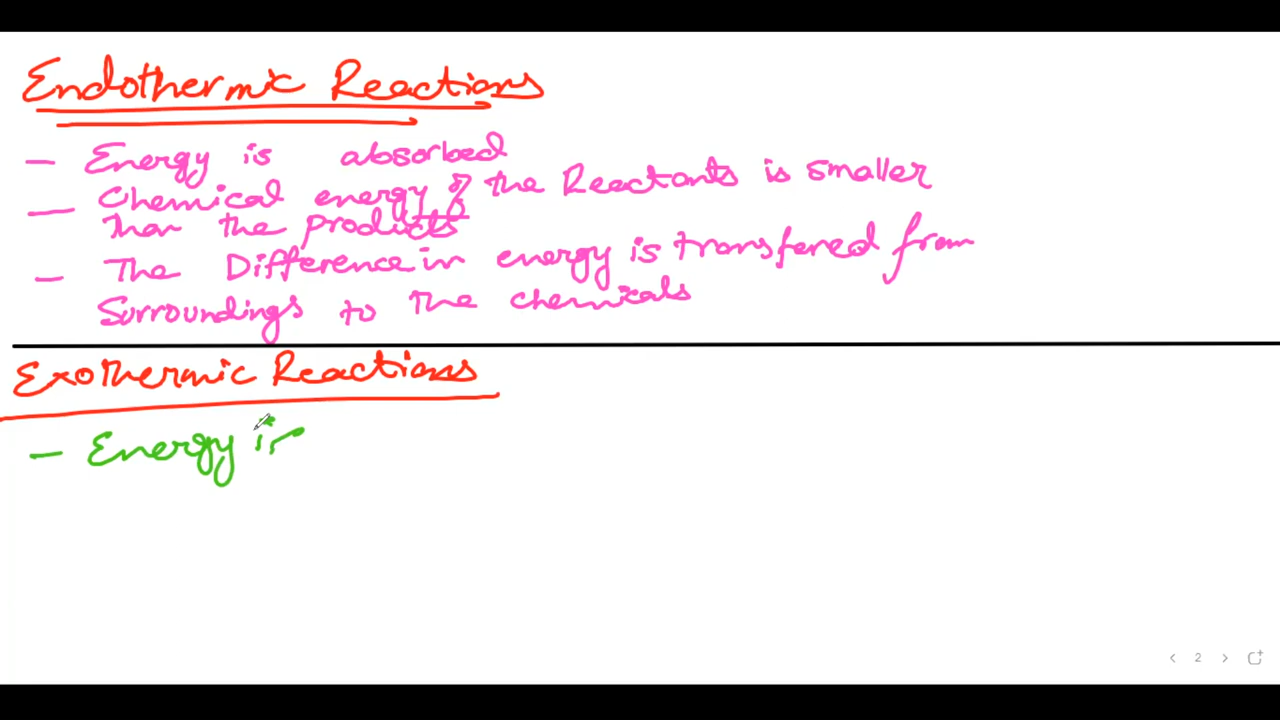 Endothermic Reactions
— Energy is absorbed
— Chemical energy of the Reactants is smaller
than the products
— The Difference in energy is transfered from
Surroundings to the chemicals
Exothermic Reactions
— Energy is
< 2 >